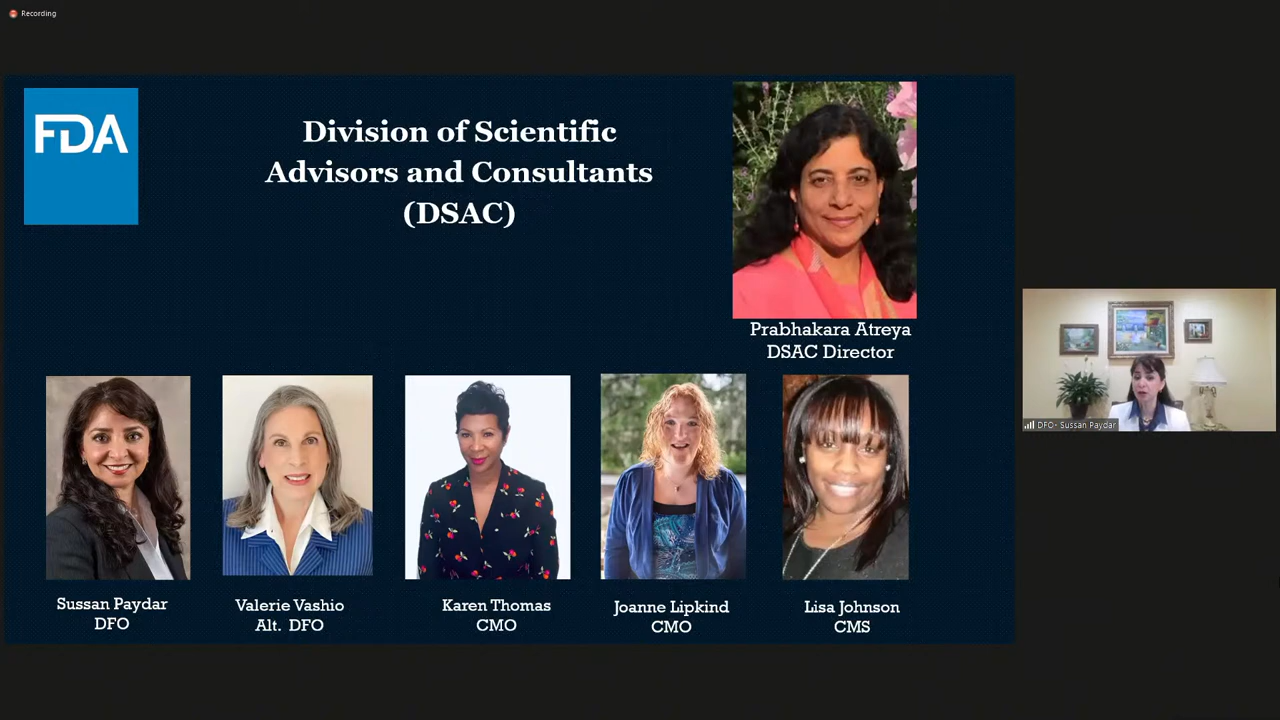 Recording
FDA
Division of Scientific
Advisors and Consultants
(DSAC)
Prabhakara Atreya
DSAC Director
DFO- Sussan Paydar
Sussan Paydar
DFO
Valerie Vashio
Alt. DFO
Karen Thomas
CMO
Joanne Lipkind
CMO
Lisa Johnson
CMS